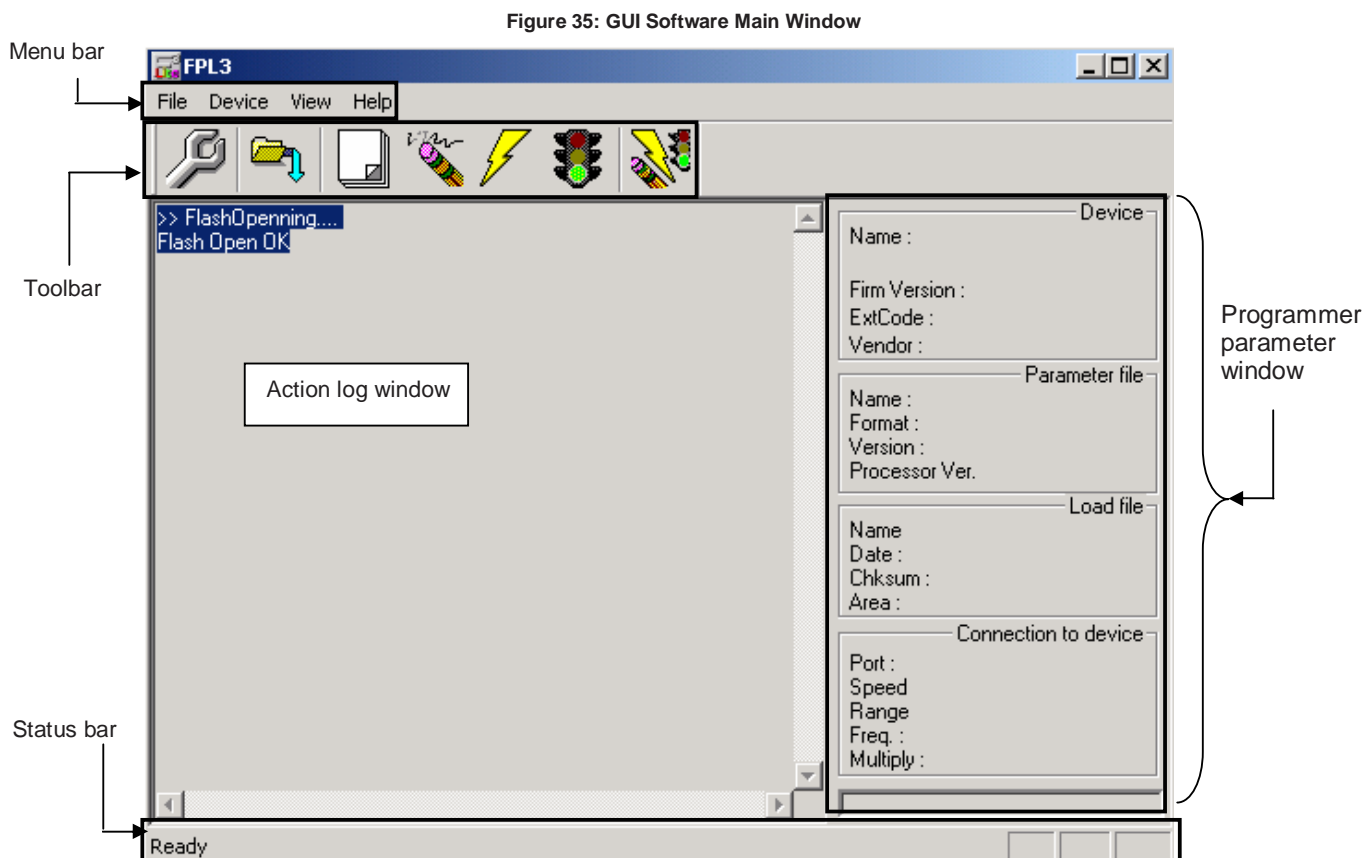 Figure 35: GUI Software Main Window
Menu bar
FPL3
File Device View Help
Toolbar
>> FlashOpenning....
Flash Open OK
Action log window
Device
Name :
Firm Version :
ExtCode :
Vendor :
Parameter file
Name :
Format :
Version :
Processor Ver.
Load file
Name
Date :
Chksum :
Area :
Connection to device
Port :
Speed
Range
Freq. :
Multiply :
Programmer
parameter
window
Status bar
Ready